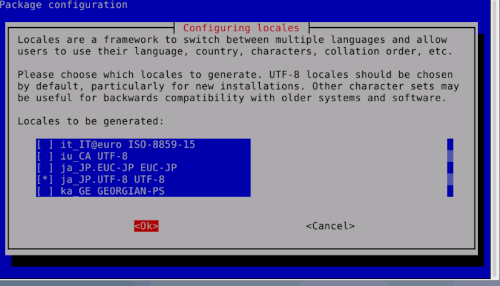 Package configuration
Configuring locales
Locales are a framework to switch between multiple languages and allow
users to use their language, country, characters, collation order, etc.
Please choose which locales to generate. UTF-8 locales should be chosen
by default, particularly for new installations. Other character sets may
be useful for backwards compatibility with older systems and software.
Locales to be generated:
[ ] it_IT@euro ISO-8859-15
[ ] iu_CA UTF-8
[ ] ja_JP.EUC-JP EUC-JP
[*] ja_JP.UTF-8 UTF-8
[ ] ka_GE GEORGIAN-PS
<Ok> <Cancel>